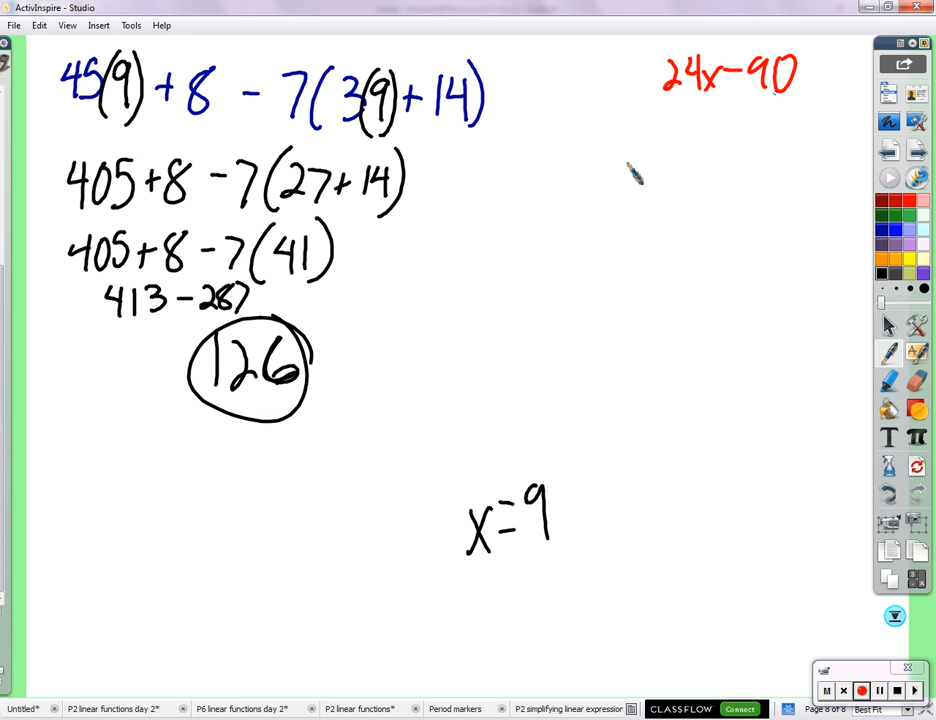 ActivInspire - Studio
File Edit View Insert Tools Help
45(9) + 8 - 7(3(9) + 14)
24x - 90
405 + 8 - 7(27 + 14)
405 + 8 - 7(41)
413 - 287
126
x = 9
T π
M
Untitled* P2 linear functions day 2* P6 linear functions day 2* P2 linear functions* Period markers P2 simplifying linear expression CLASSFLOW Connect Page 8 of 8 Best Fit